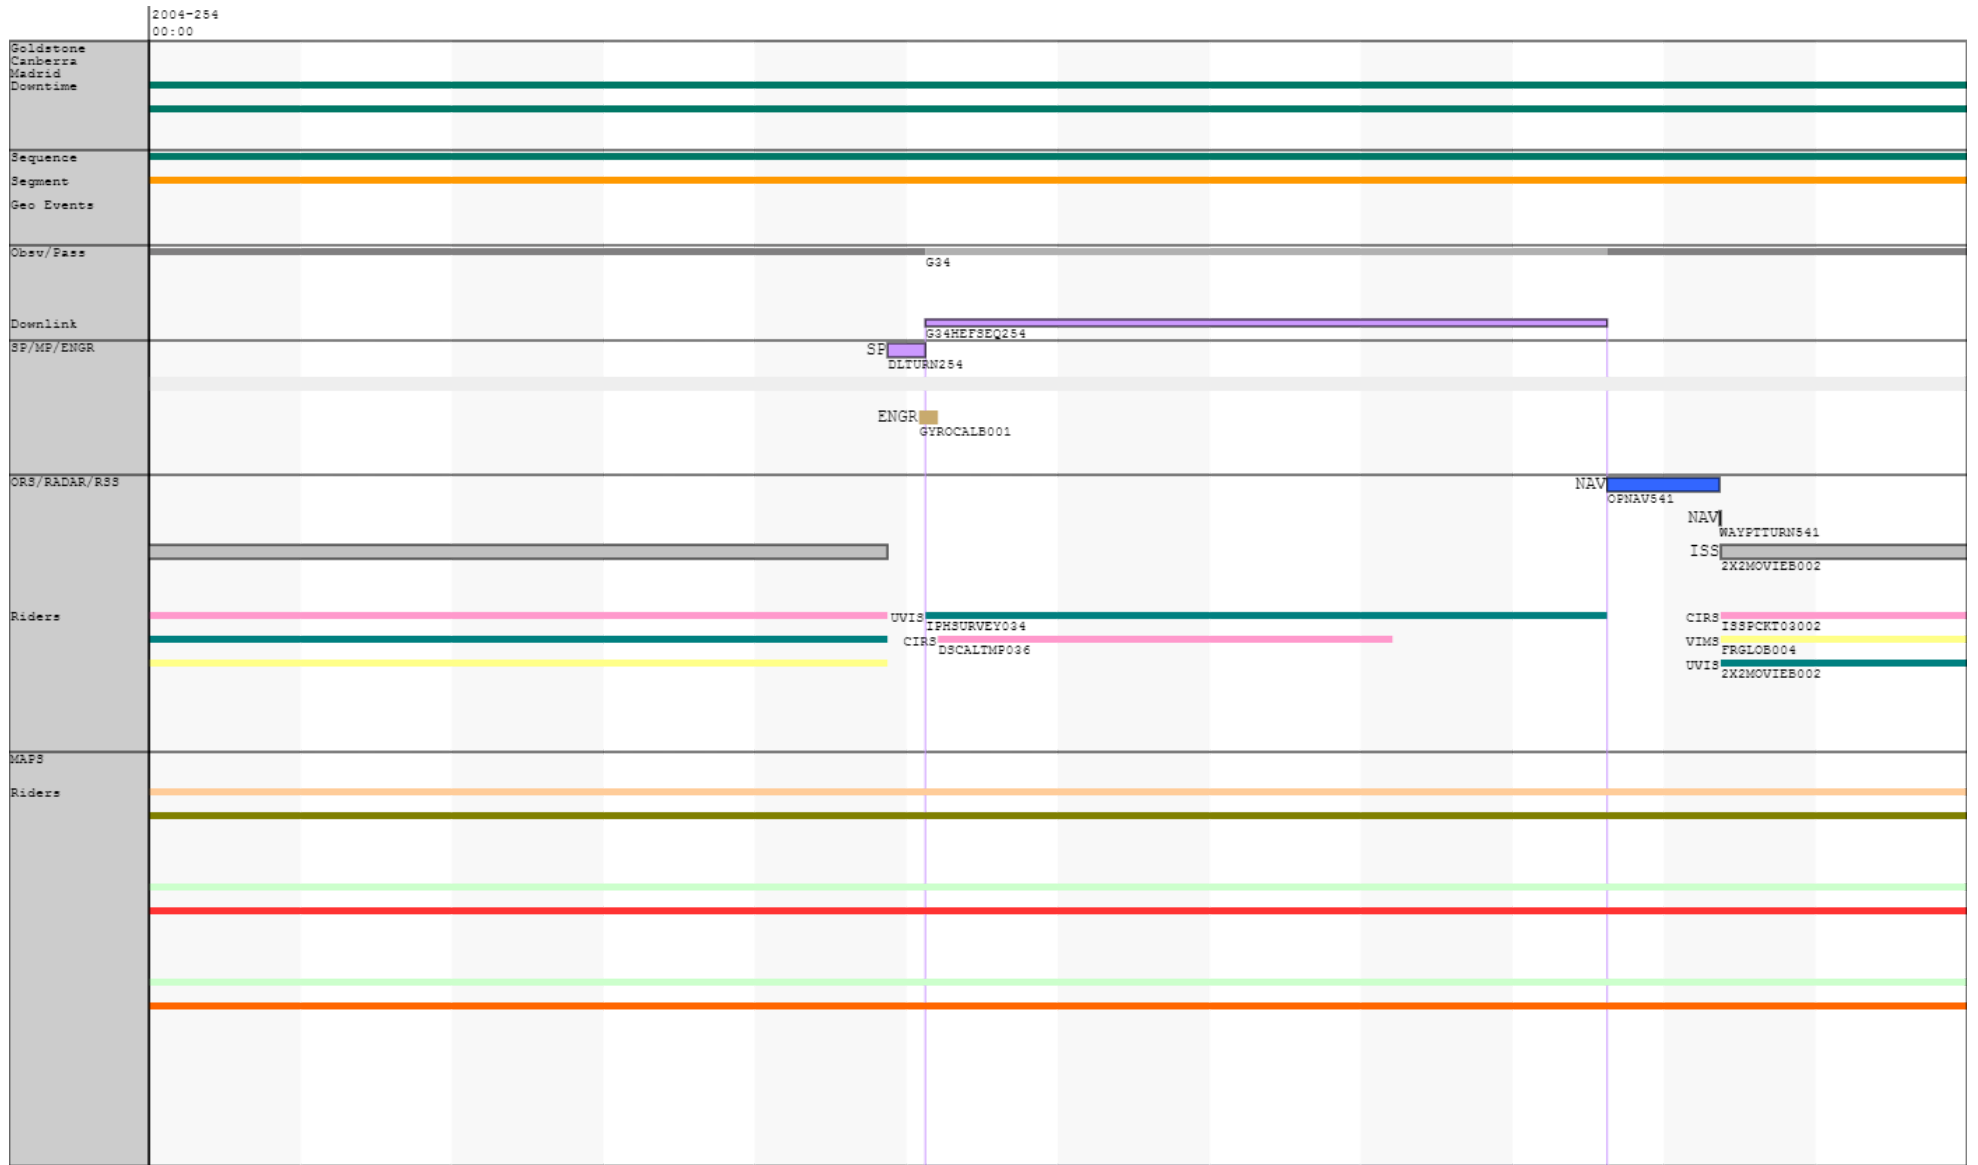 2004-254
00:00
Goldstone
Canberra
Madrid
Downtime
Sequence
Segment
Geo Events
Obsv/Pass
G34
Downlink
G34HEFSEQ254
SP/MP/ENGR
SP
DLTURN254
ENGR
GYROCALB001
ORS/RADAR/RSS
NAV
OPNAV541
NAV
WAYPTTURN541
ISS
2X2MOVIEB002
Riders
UVIS
IPHSURVEY034
CIRS
ISSPCKT03002
CIRS
DSCALTMP036
VIMS
FRGLOB004
UVIS
2X2MOVIEB002
MAPS
Riders